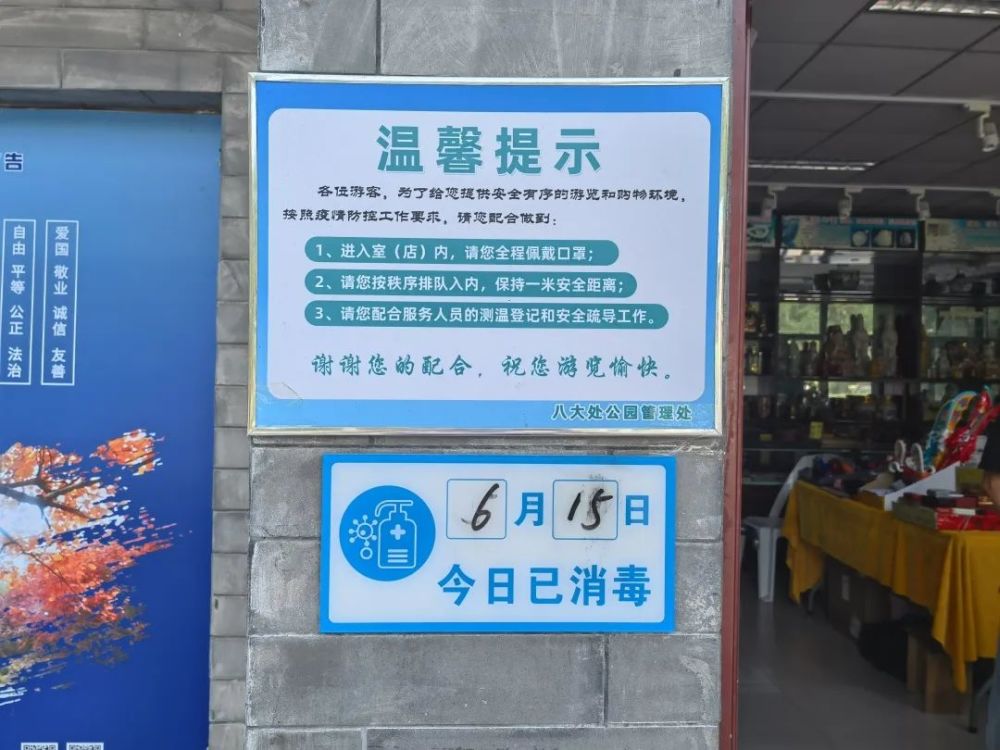 告
爱国 敬业 诚信 友善
自由 平等 公正 法治
温馨提示
各位游客，为了给您提供安全有序的游览和购物环境，
按照疫情防控工作要求，请您配合做到：
1、进入室（店）内，请您全程佩戴口罩；
2、请您按秩序排队入内，保持一米安全距离；
3、请您配合服务人员的测温登记和安全疏导工作。
谢谢您的配合，祝您游览愉快。
八大处公园管理处
6月15日
今日已消毒